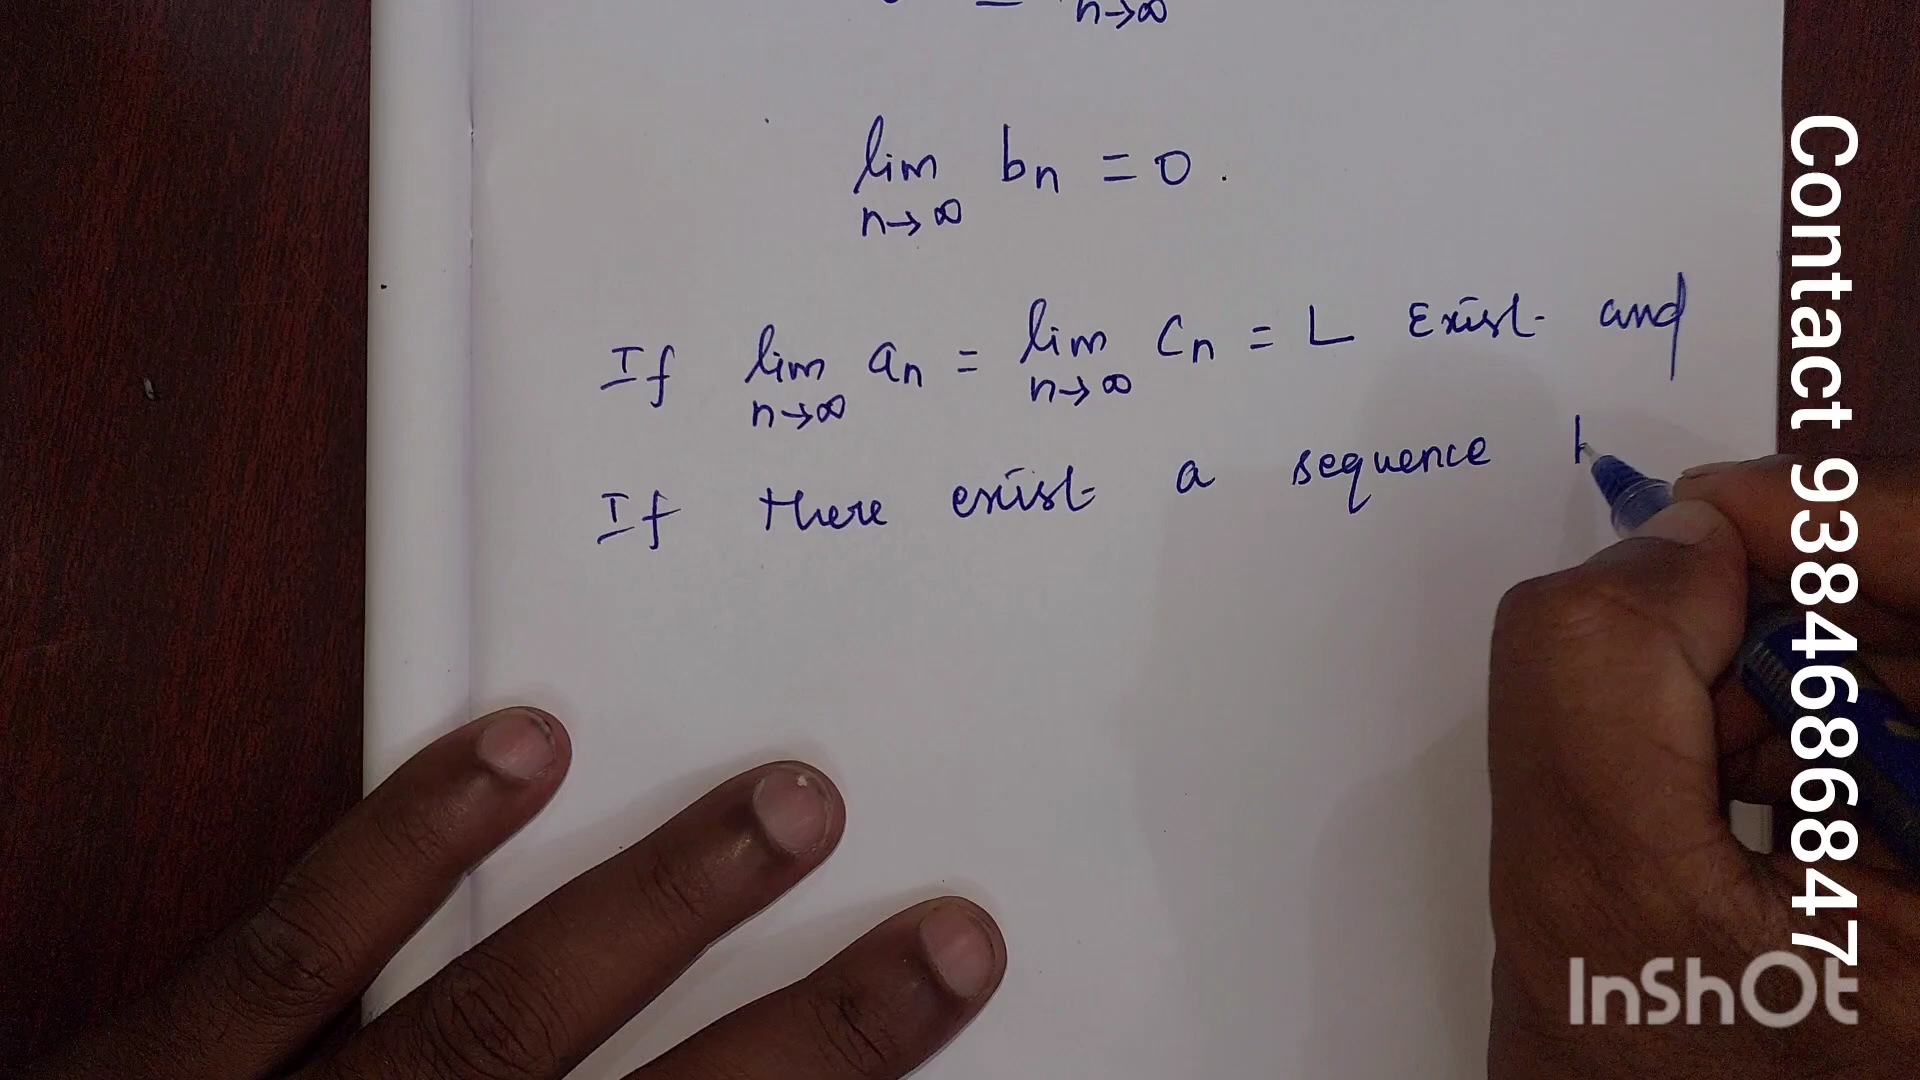 n→∞
lim bn = 0 .
n→∞
If lim an = lim cn = L Exist and
n→∞ n→∞
If there exist a sequence
Contact 9384686847
InShOt